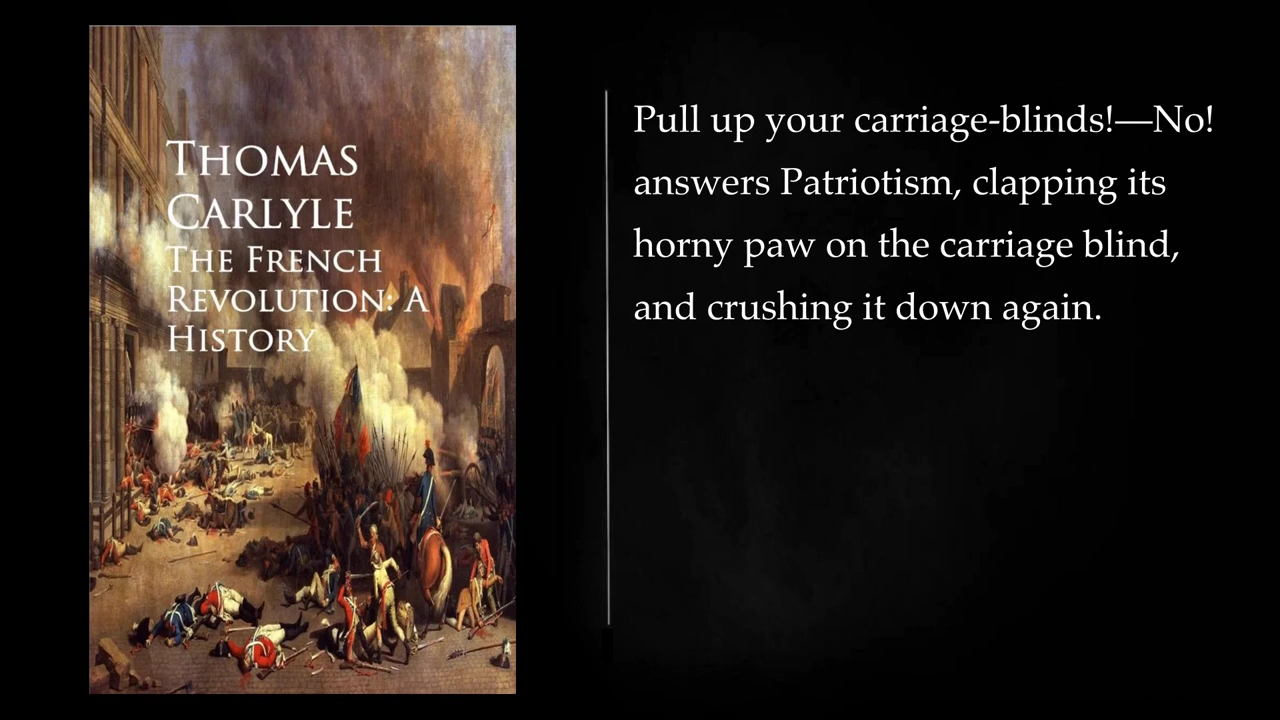 THOMAS
CARLYLE
THE FRENCH
REVOLUTION: A
HISTORY
Pull up your carriage-blinds!—No!
answers Patriotism, clapping its
horny paw on the carriage blind,
and crushing it down again.